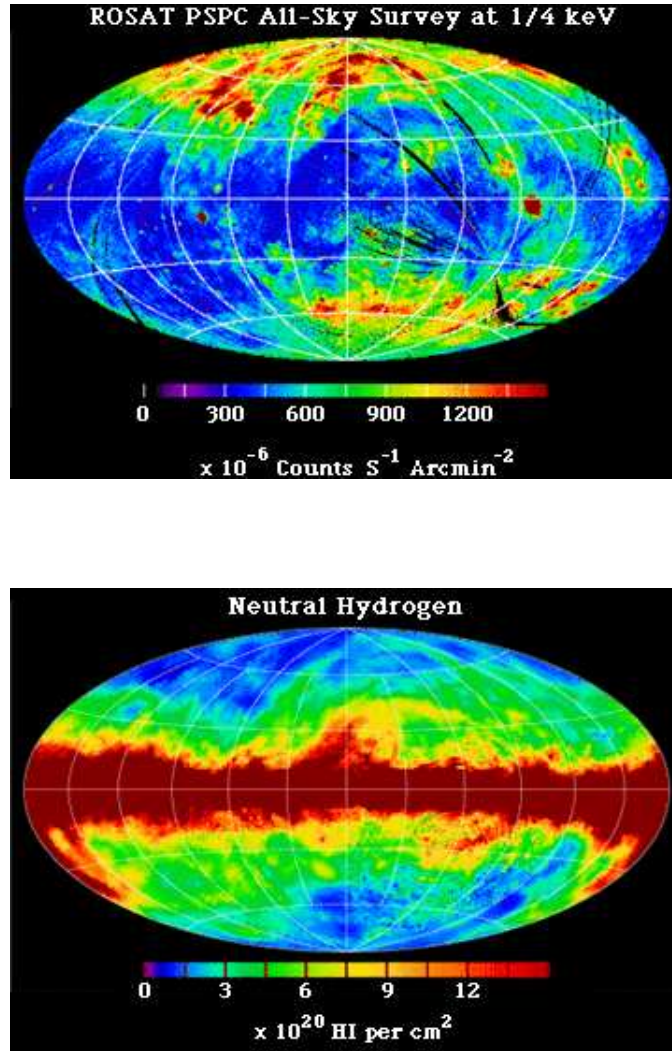 ROSAT PSPC All-Sky Survey at 1/4 keV
0 300 600 900 1200
x 10⁻⁶ Counts S⁻¹ Arcmin⁻²
Neutral Hydrogen
0 3 6 9 12
x 10²⁰ HI per cm²